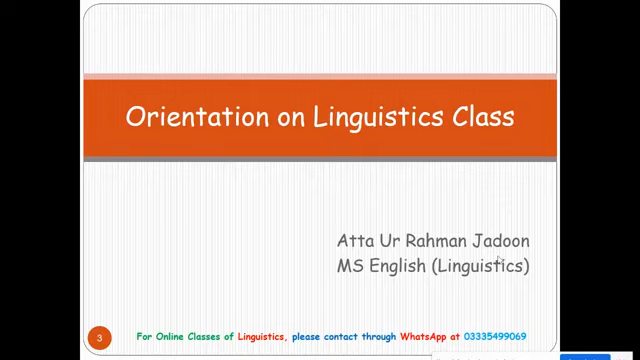 Orientation on Linguistics Class
Atta Ur Rahman Jadoon
MS English (Linguistics)
3
For Online Classes of Linguistics, please contact through WhatsApp at 03335499069